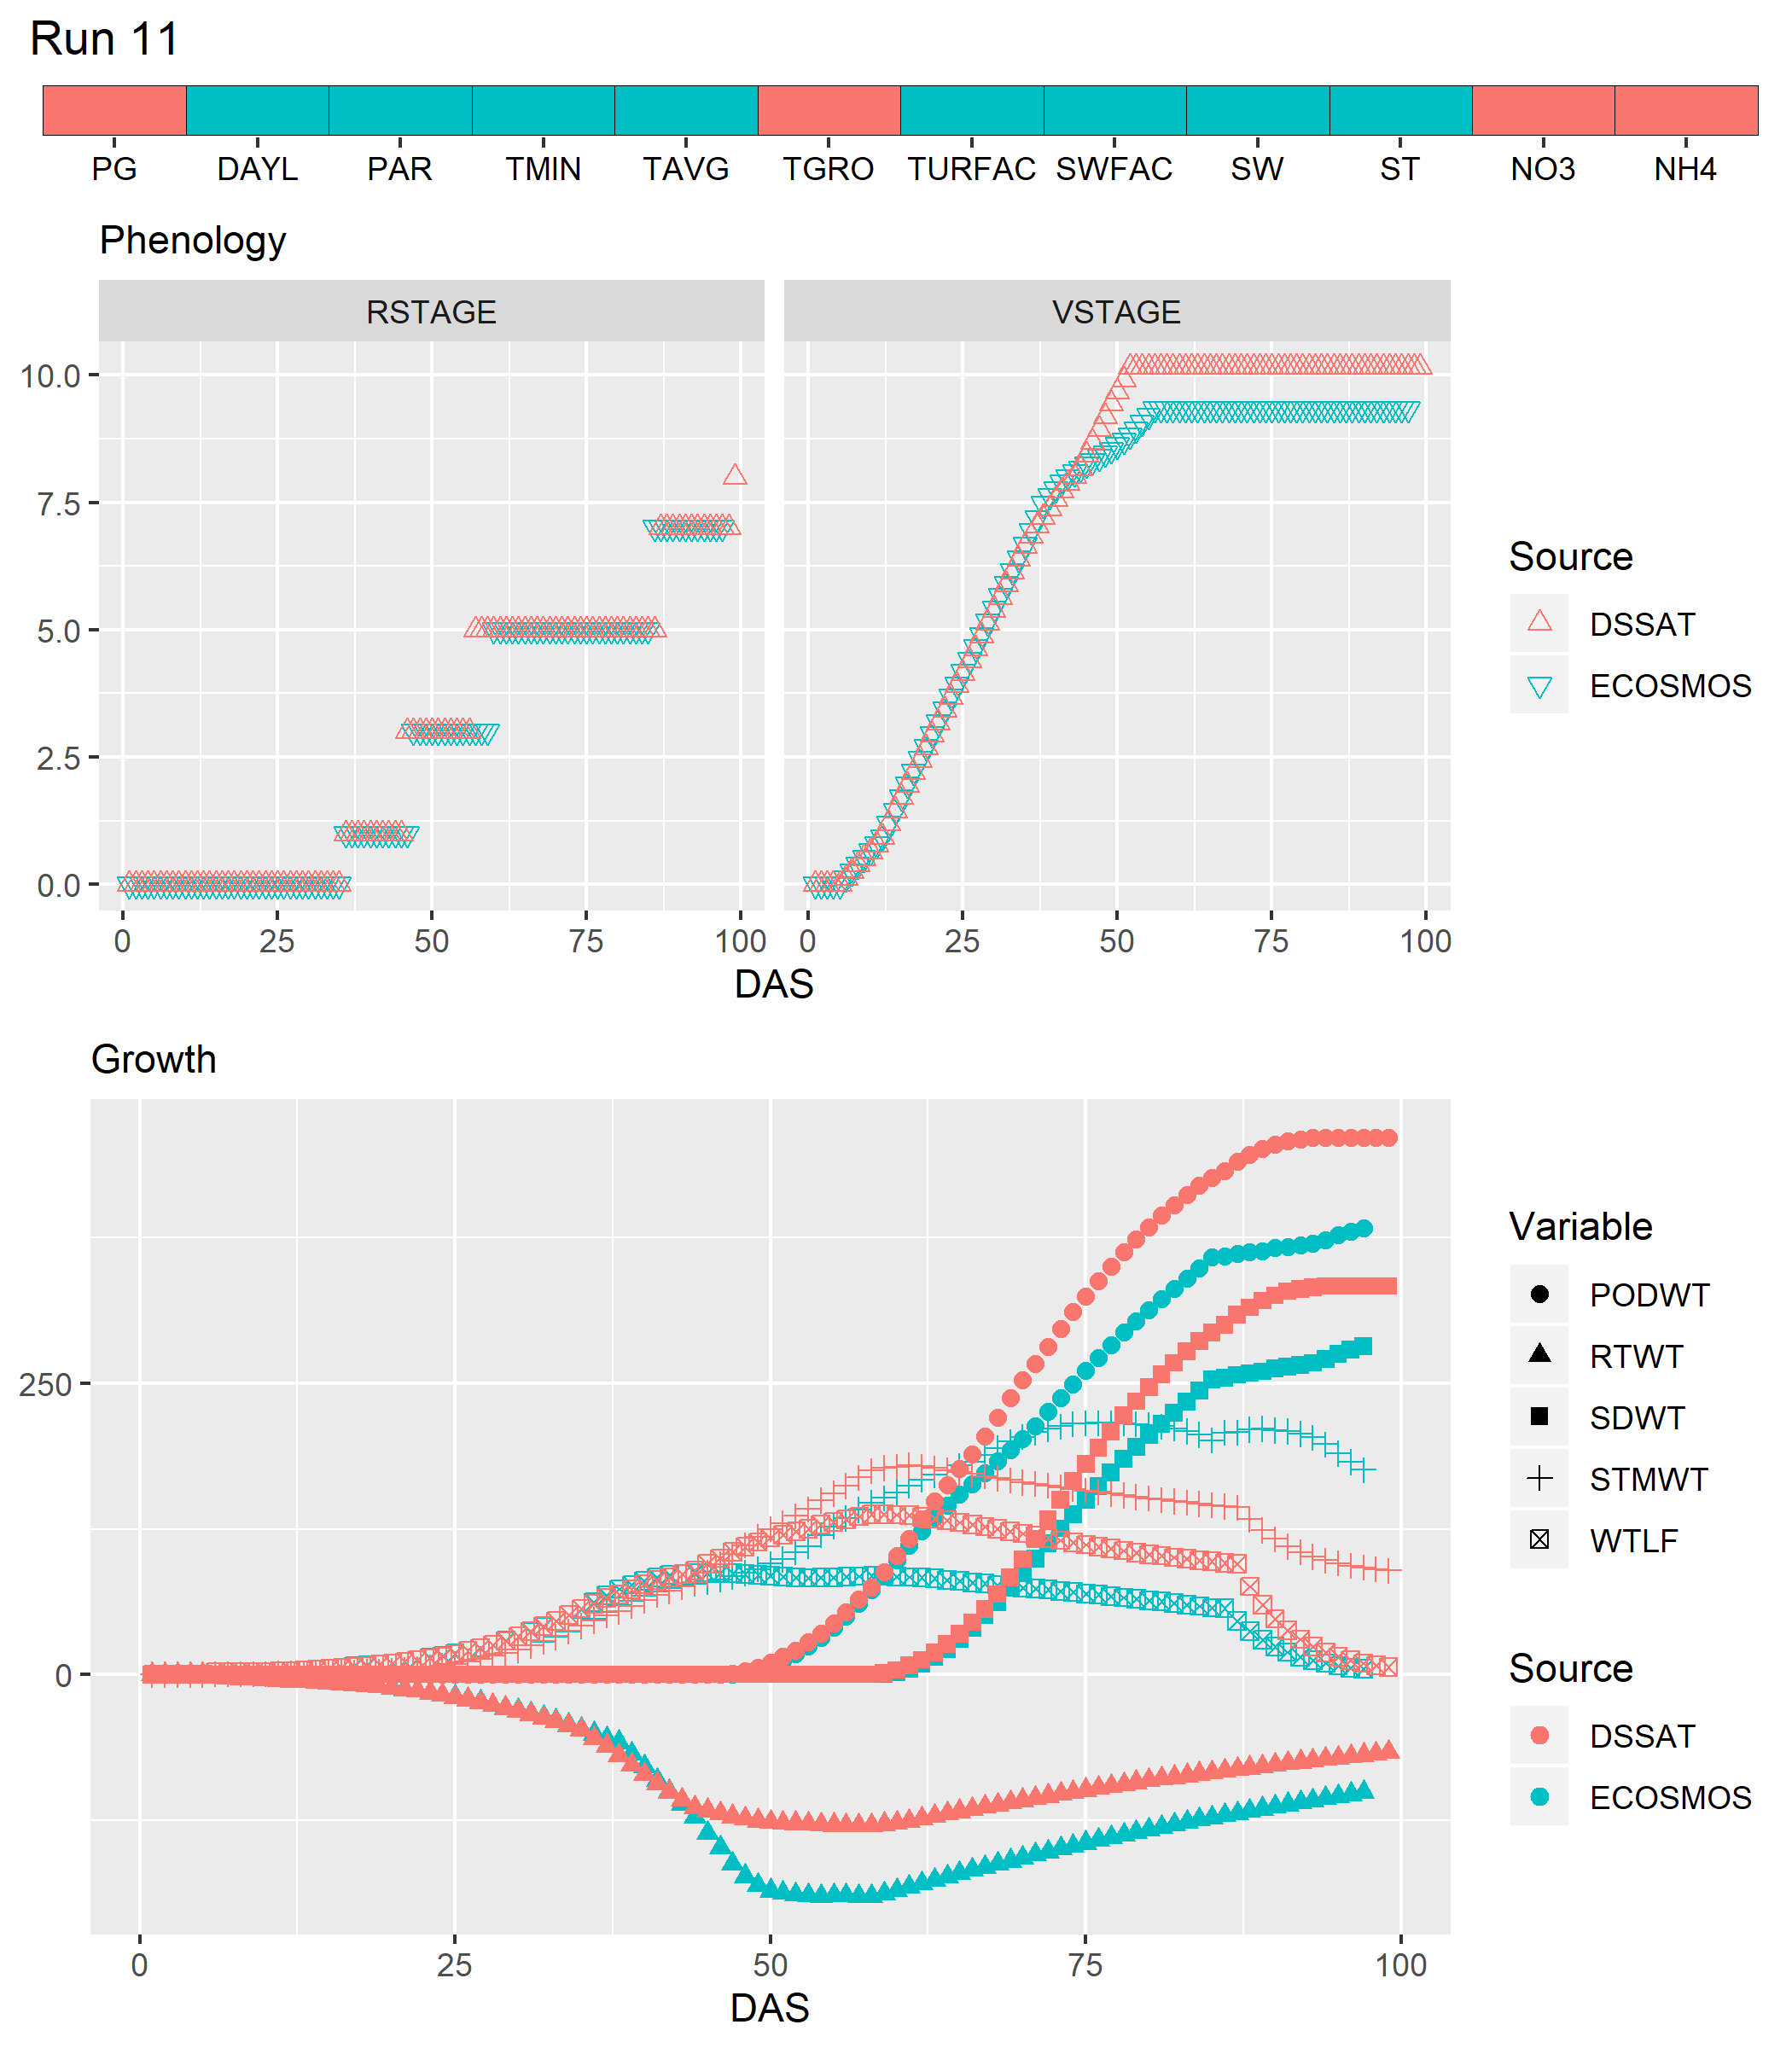 Run 11
PG DAYL PAR TMIN TAVG TGRO TURFAC SWFAC SW ST NO3 NH4
Phenology
RSTAGE VSTAGE
10.0
7.5
5.0
2.5
0.0
0 25 50 75 100 0 25 50 75 100
DAS
Source
DSSAT
ECOSMOS
Growth
250
0
0 25 50 75 100
DAS
Variable
PODWT
RTWT
SDWT
STMWT
WTLF
Source
DSSAT
ECOSMOS